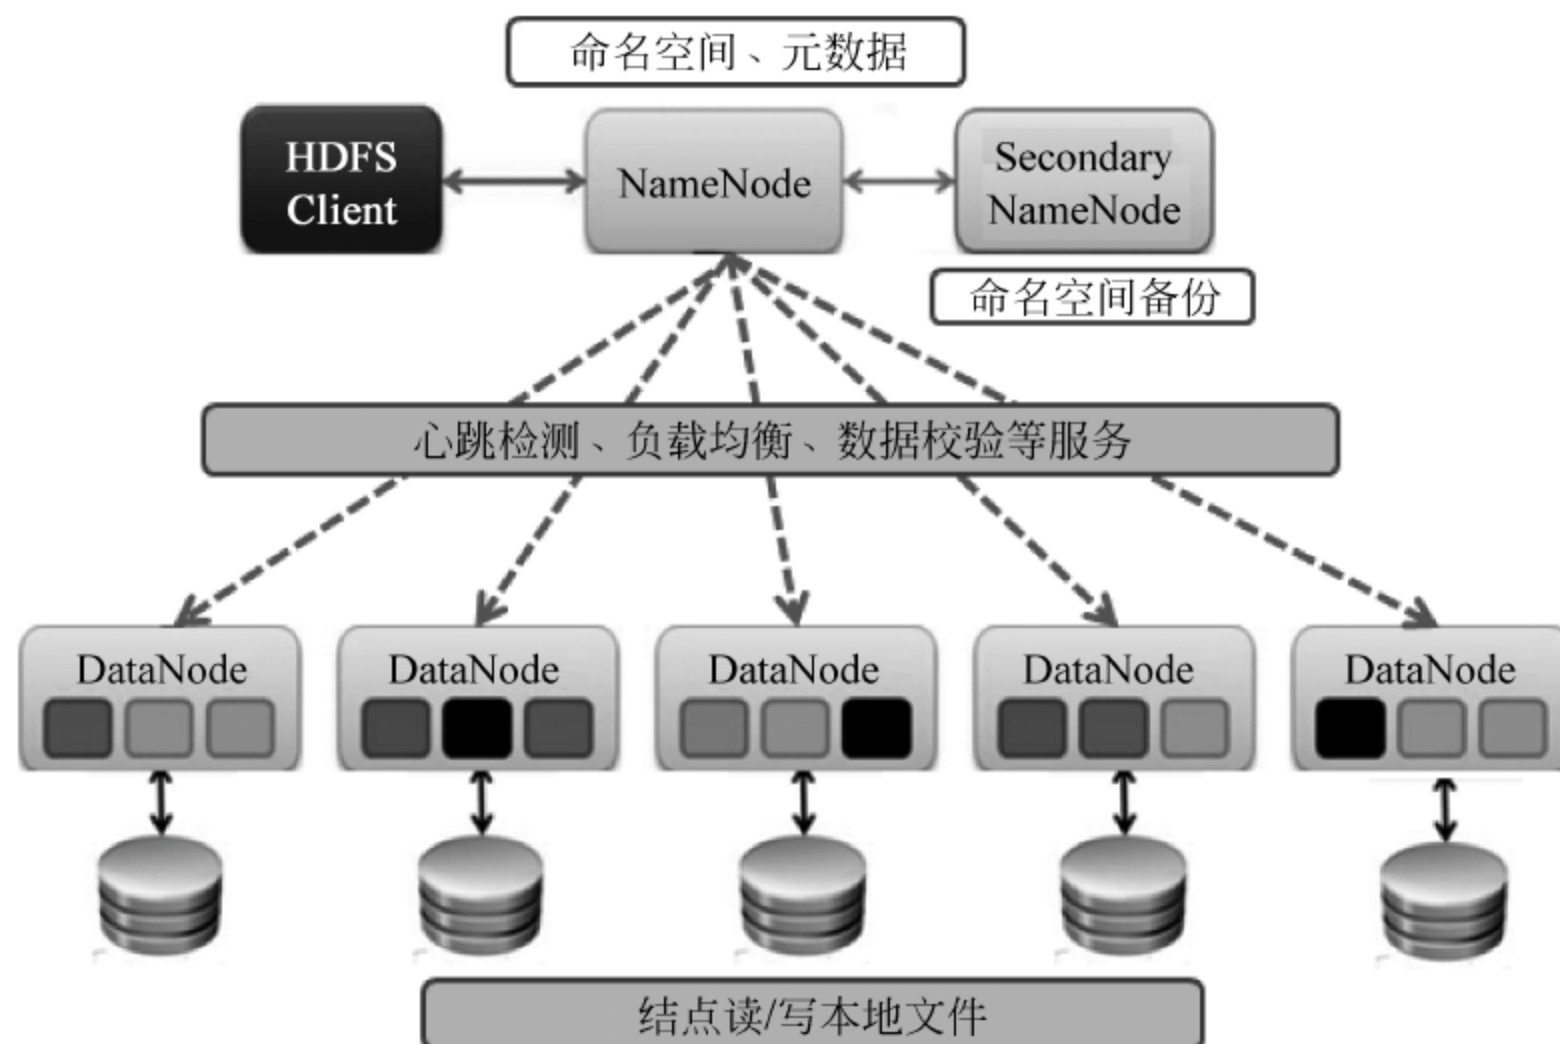 命名空间、元数据
HDFS
Client
NameNode
Secondary
NameNode
命名空间备份
心跳检测、负载均衡、数据校验等服务
DataNode
DataNode
DataNode
DataNode
DataNode
结点读/写本地文件